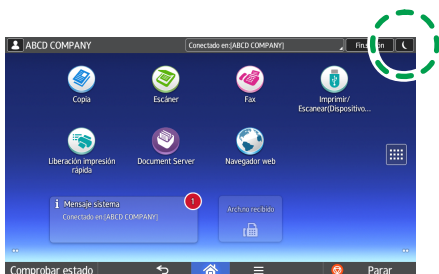 ABCD COMPANY
Conectado en:[ABCD COMPANY]
Copia
Escáner
Fax
Imprimir/
Escanear(Dispositivo...
Liberación impresión
rápida
Document Server
Navegador web
Mensaje sistema
1
Conectado en:[ABCD COMPANY]
Archivo recibido
Comprobar estado
Parar